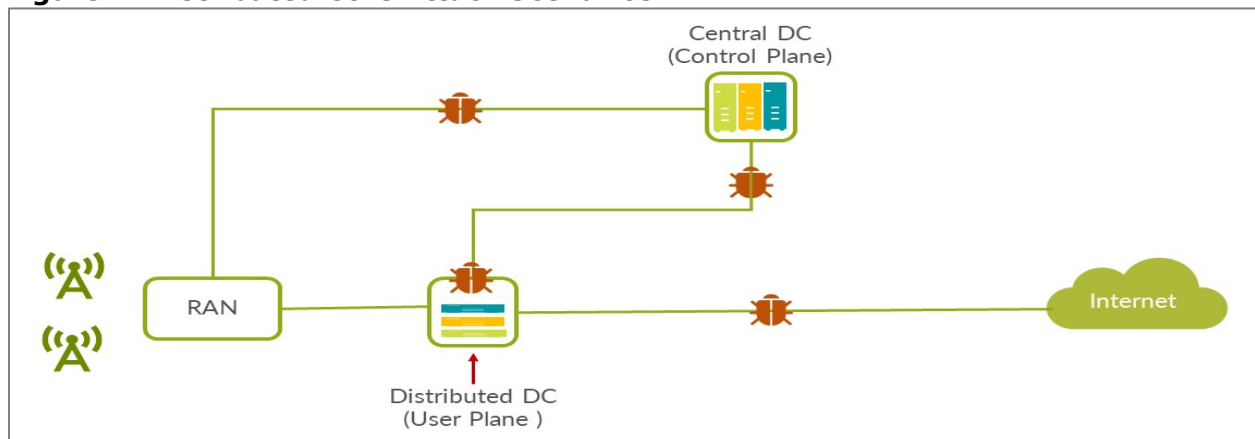 Central DC
(Control Plane)
RAN
Internet
Distributed DC
(User Plane )